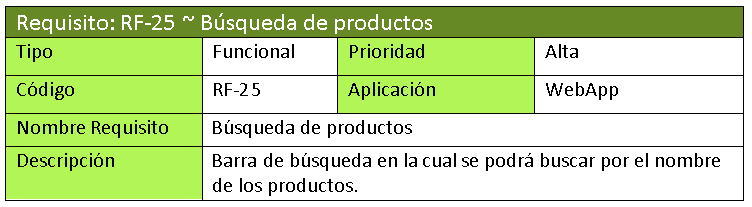 Requisito: RF-25 ~ Búsqueda de productos
Tipo Funcional Prioridad Alta
Código RF-25 Aplicación WebApp
Nombre Requisito Búsqueda de productos
Descripción Barra de búsqueda en la cual se podrá buscar por el nombre
de los productos.